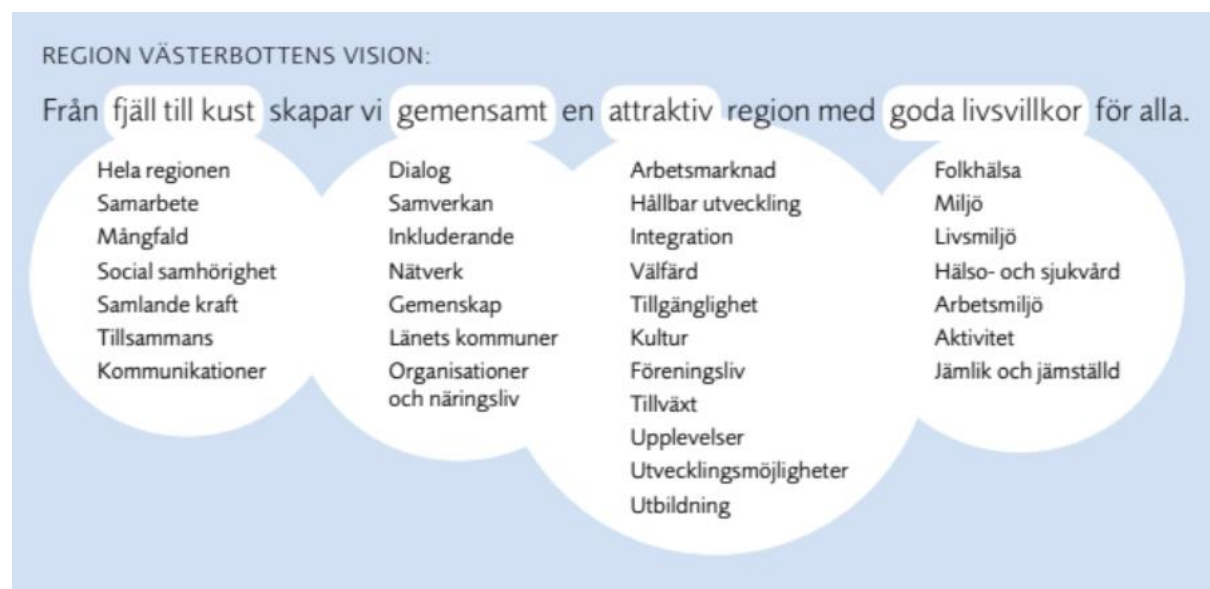 REGION VÄSTERBOTTENS VISION:
Från fjäll till kust skapar vi gemensamt en attraktiv region med goda livsvillkor för alla.
Hela regionen
Samarbete
Mångfald
Social samhörighet
Samlande kraft
Tillsammans
Kommunikationer
Dialog
Samverkan
Inkluderande
Nätverk
Gemenskap
Länets kommuner
Organisationer
och näringsliv
Arbetsmarknad
Hållbar utveckling
Integration
Välfärd
Tillgänglighet
Kultur
Föreningsliv
Tillväxt
Upplevelser
Utvecklingsmöjligheter
Utbildning
Folkhälsa
Miljö
Livsmiljö
Hälso- och sjukvård
Arbetsmiljö
Aktivitet
Jämlik och jämställd